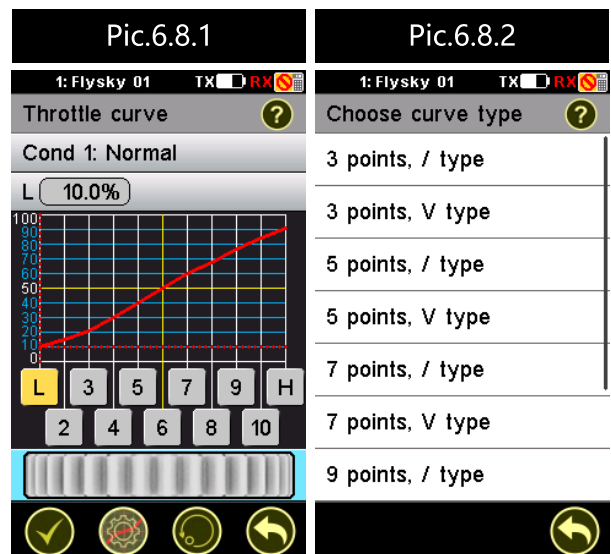 Pic.6.8.1
1: Flysky 01 TX RX
Throttle curve ?
Cond 1: Normal
L 10.0%
100
90
80
70
60
50
40
30
20
10
0
L 3 5 7 9 H
2 4 6 8 10
Pic.6.8.2
1: Flysky 01 TX RX
Choose curve type ?
3 points, / type
3 points, V type
5 points, / type
5 points, V type
7 points, / type
7 points, V type
9 points, / type